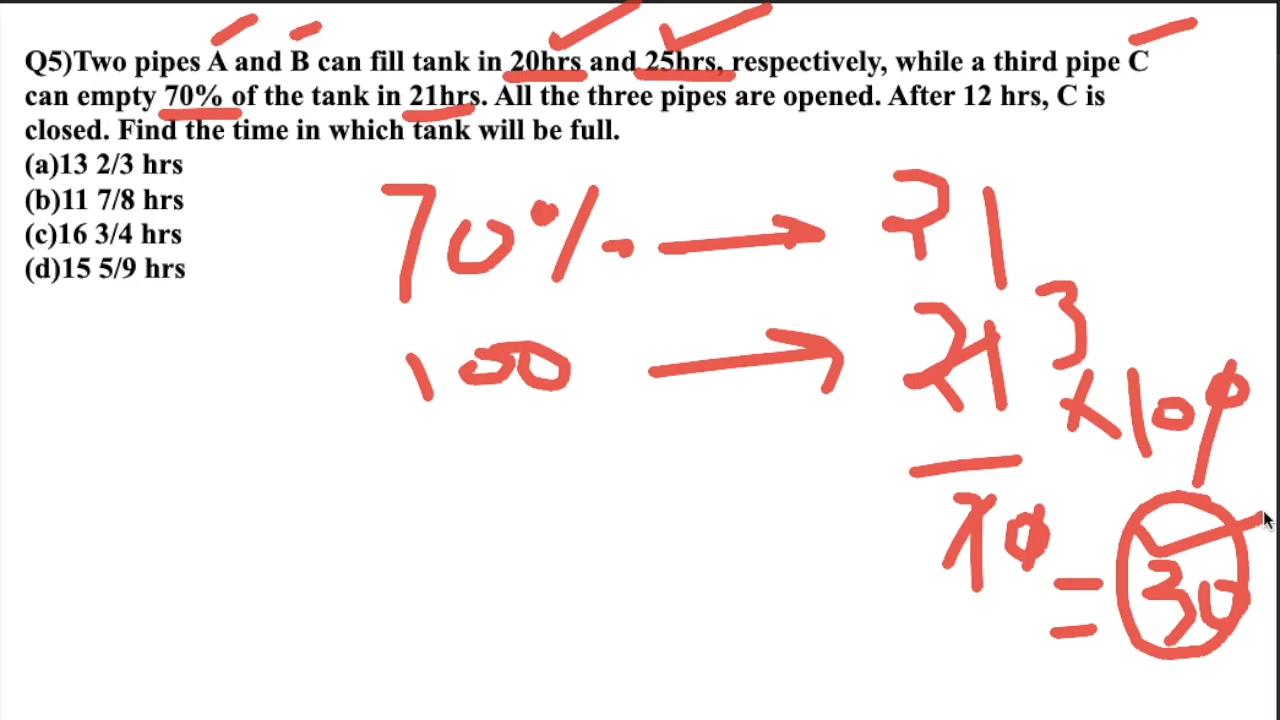 Q5)Two pipes A and B can fill tank in 20hrs and 25hrs, respectively, while a third pipe C
can empty 70% of the tank in 21hrs. All the three pipes are opened. After 12 hrs, C is
closed. Find the time in which tank will be full.
(a)13 2/3 hrs
(b)11 7/8 hrs
(c)16 3/4 hrs
(d)15 5/9 hrs
70% → 21
100 → 21 3 × 100
70
= 30